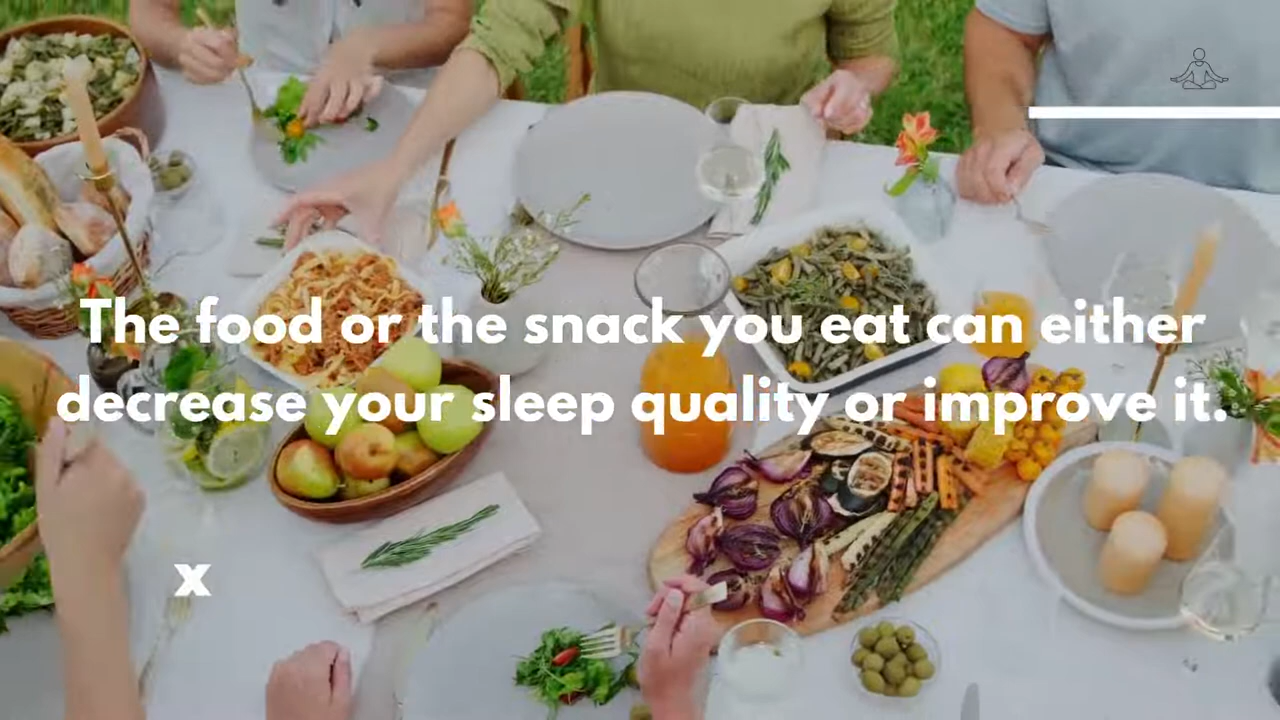 The food or the snack you eat can either
decrease your sleep quality or improve it.
x